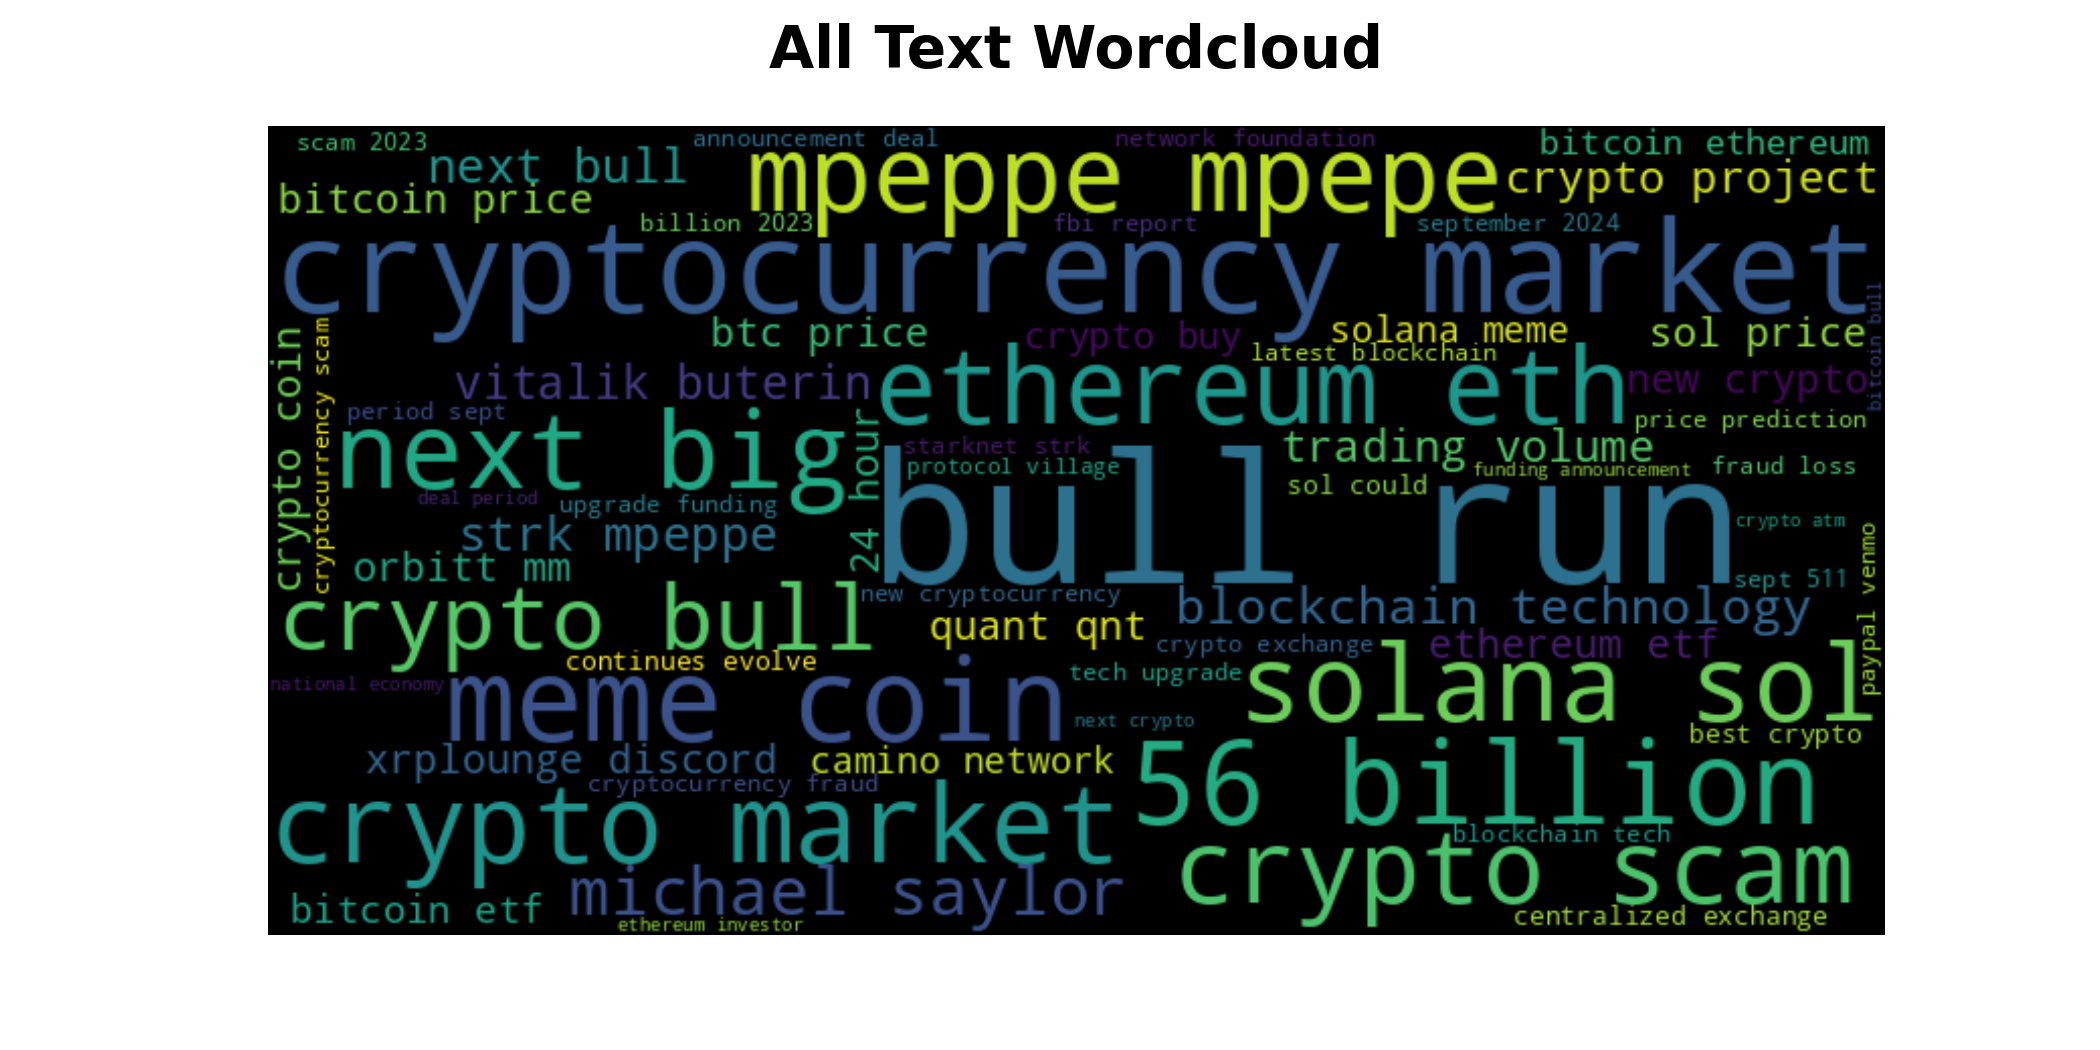 All Text Wordcloud
scam 2023
announcement deal
network foundation
bitcoin ethereum
next bull
mpeppe mpepe
crypto project
bitcoin price
billion 2023
fbi report
september 2024
cryptocurrency market
bitcoin bull
crypto coin
cryptocurrency scam
btc price
crypto buy
solana meme
sol price
latest blockchain
vitalik buterin
ethereum eth
new crypto
period sept
price prediction
next big
24 hour
starknet strk
trading volume
protocol village
funding announcement
fraud loss
bull run
sol could
deal period
upgrade funding
strk mpeppe
crypto atm
orbitt mm
sept 511
paypal venmo
crypto bull
new cryptocurrency
blockchain technology
quant qnt
crypto exchange
ethereum etf
continues evolve
tech upgrade
solana sol
national economy
meme coin
next crypto
best crypto
xrplounge discord
camino network
56 billion
cryptocurrency fraud
crypto market
blockchain tech
crypto scam
michael saylor
bitcoin etf
centralized exchange
ethereum investor